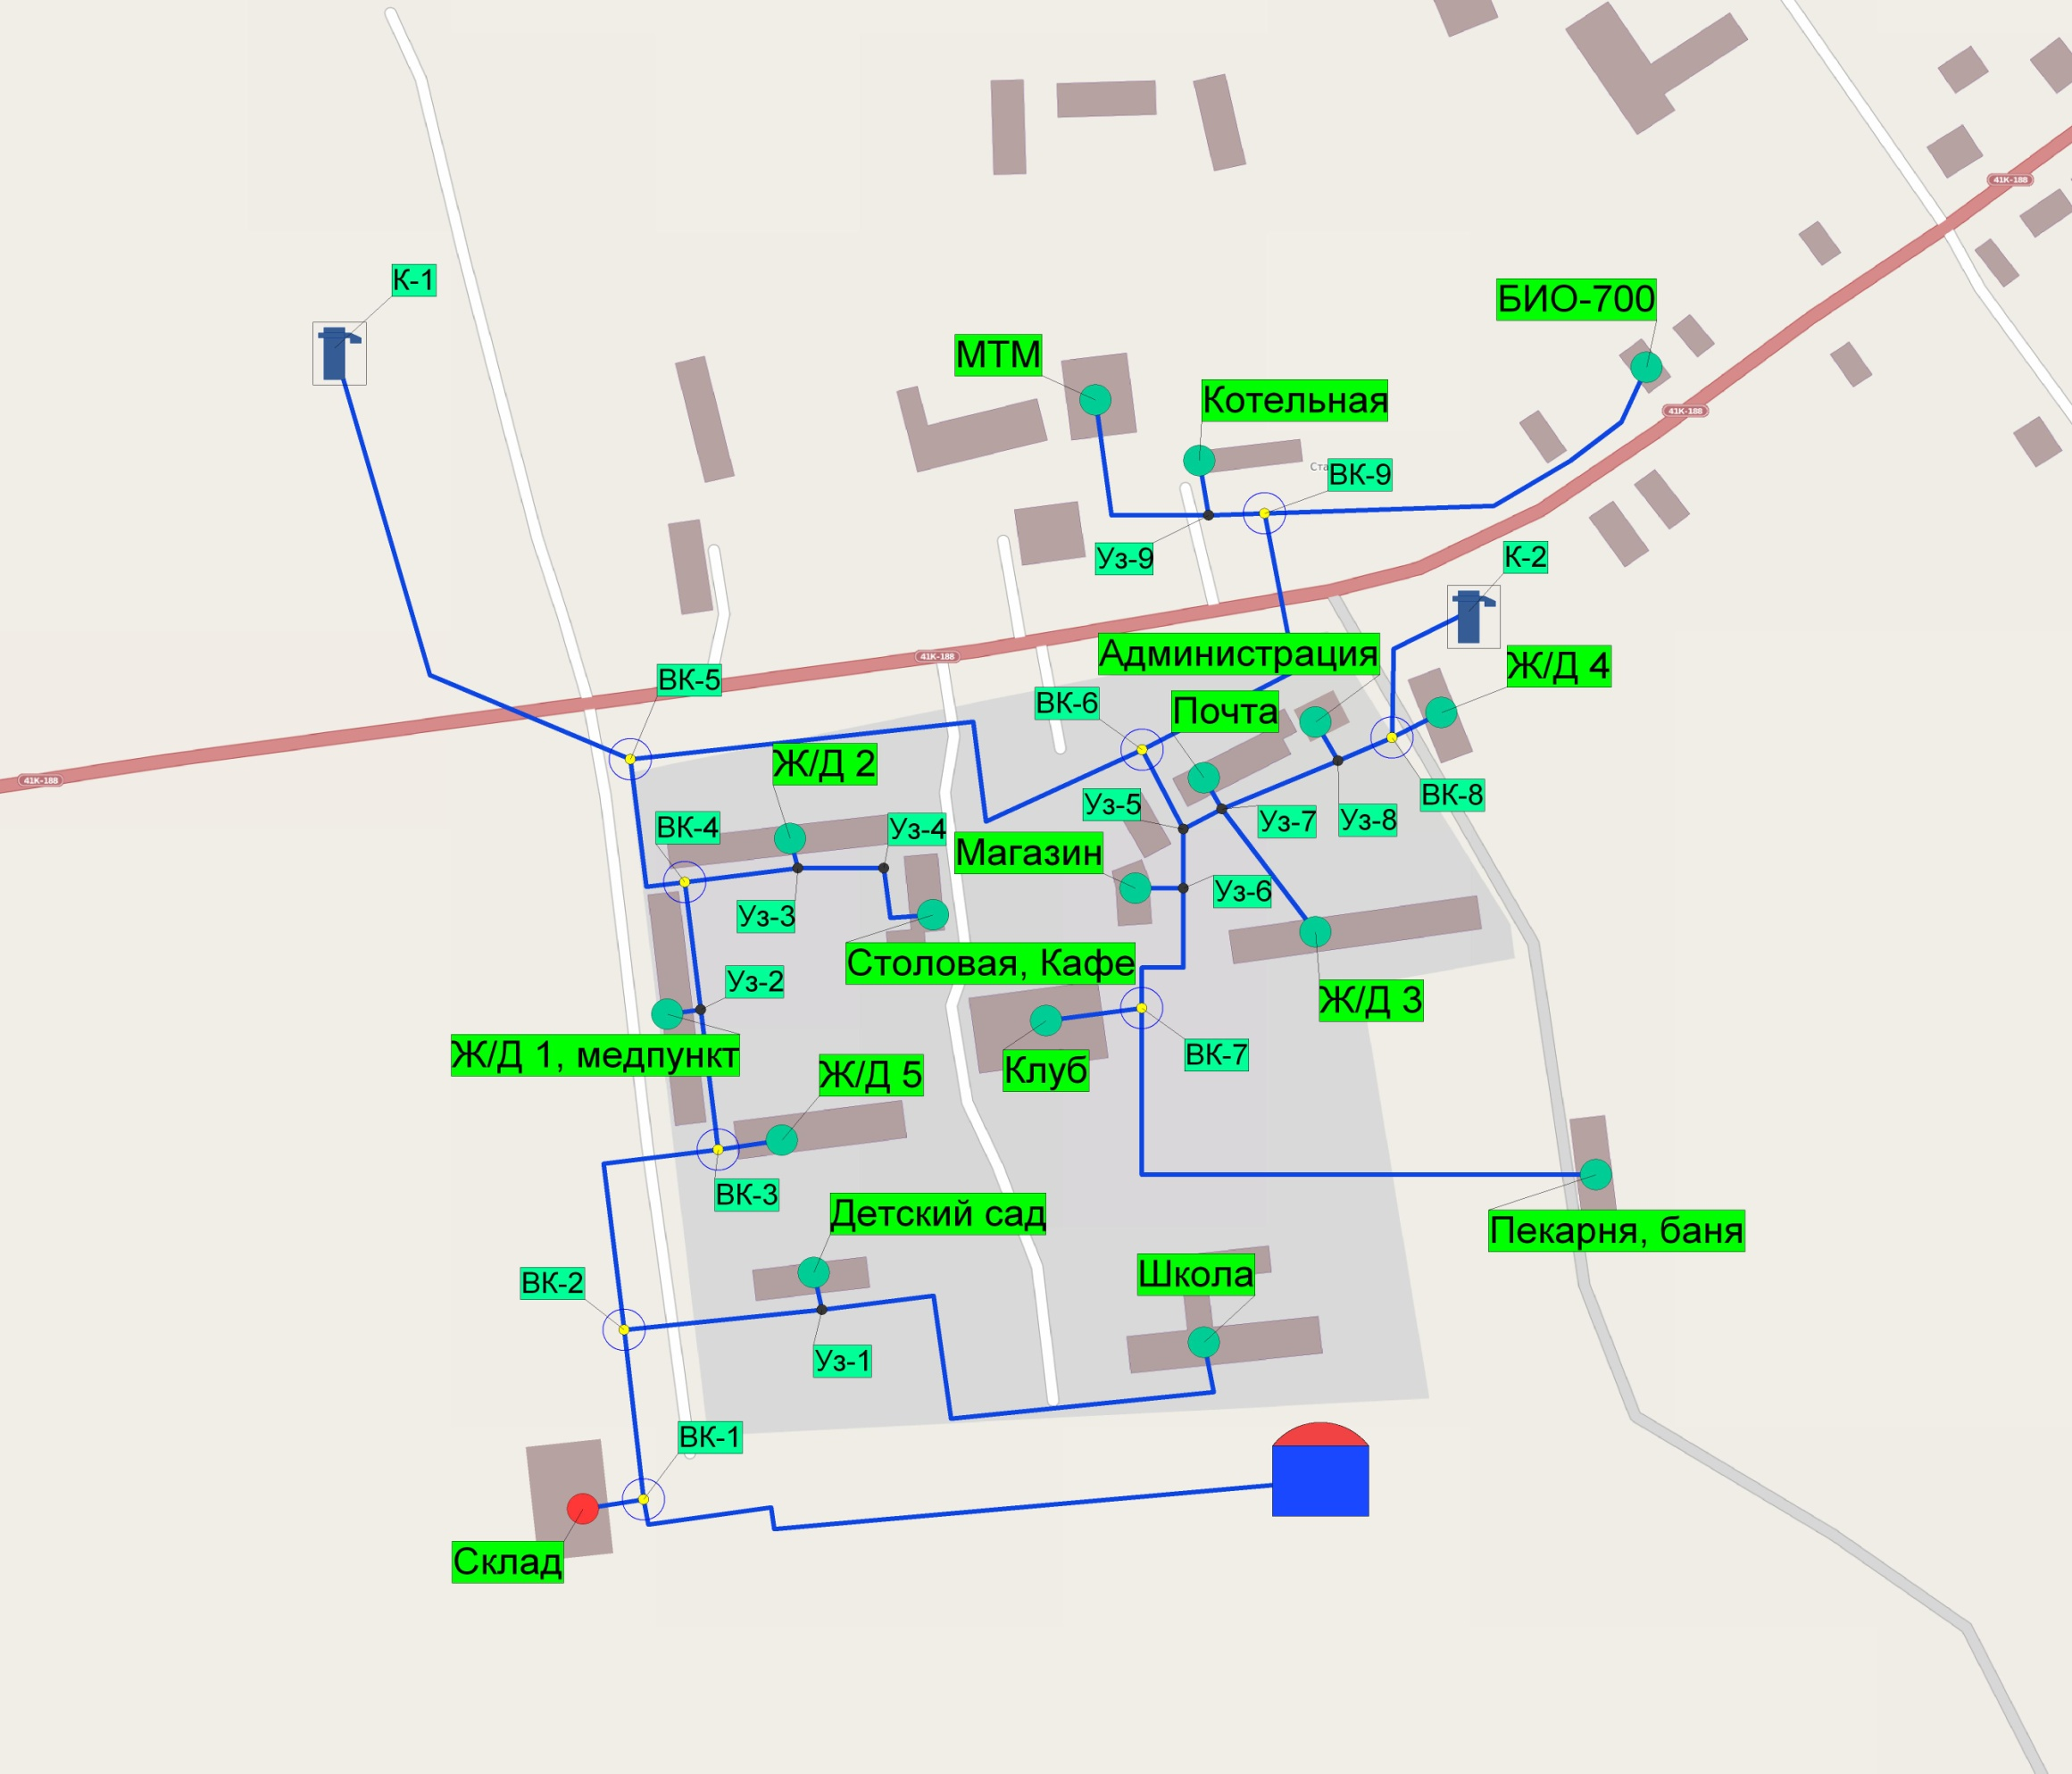 41К-188
К-1
БИО-700
МТМ
Котельная
41К-188
ВК-9
Ста
Уз-9
К-2
Администрация
41К-188
Ж/Д 4
ВК-5
ВК-6
Почта
Ж/Д 2
41К-188
ВК-8
Уз-5
Уз-7
Уз-8
ВК-4
Уз-4
Магазин
Уз-6
Уз-3
Столовая, Кафе
Уз-2
Ж/Д 3
Ж/Д 1, медпункт
ВК-7
Клуб
Ж/Д 5
ВК-3
Детский сад
Пекарня, баня
ВК-2
Школа
Уз-1
ВК-1
Склад